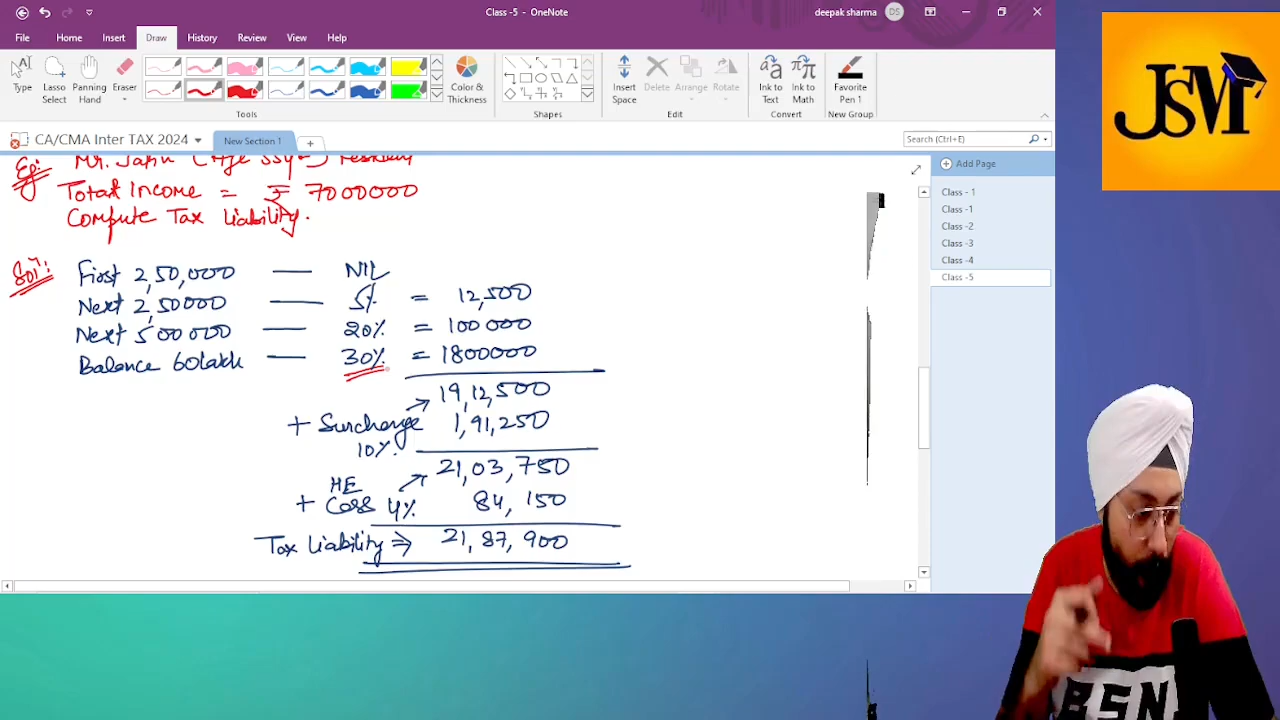 Class -5 - OneNote
deepak sharma DS
File Home Insert Draw History Review View Help
Type
Lasso Select
Panning Hand
Eraser
Color & Thickness
Insert Space
Delete
Arrange
Rotate
Ink to Text
Ink to Math
Favorite Pen 1
Tools
Shapes
Edit
Convert
New Group
CA/CMA Inter TAX 2024
New Section 1
Search (Ctrl+E)
Add Page
Class - 1
Class -1
Class -2
Class -3
Class -4
Class -5
Eg:
Total Income = ₹ 7000000
Compute Tax liability.
Sol:
First 2,50,000 — NIL
Next 2,50000 — 5% = 12,500
Next 500000 — 20% = 100000
Balance 60lakh — 30% = 1800000
19,12,500
+ Surcharge 1,91,250
10%
21,03,750
HE
+ Cess 4% 84,150
Tax liability ⇒ 21,87,900
JSM
BSN